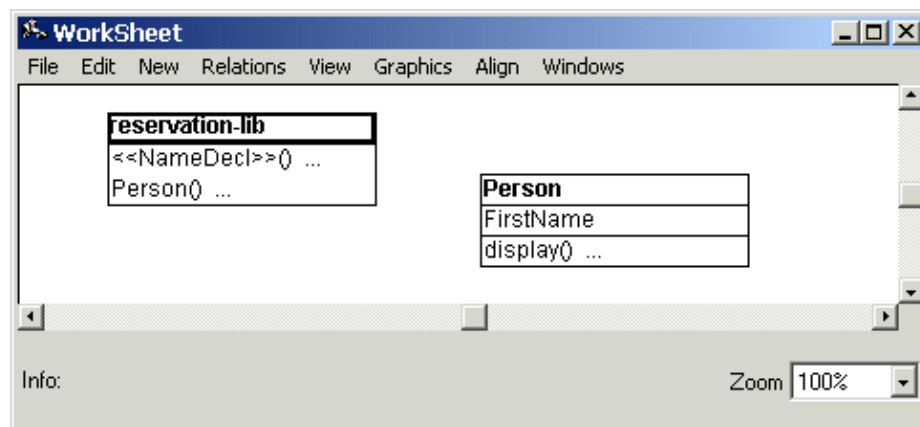 WorkSheet
File Edit New Relations View Graphics Align Windows
reservation-lib
<<NameDecl>>() ...
Person() ...
Person
FirstName
display() ...
Info:
Zoom 100%